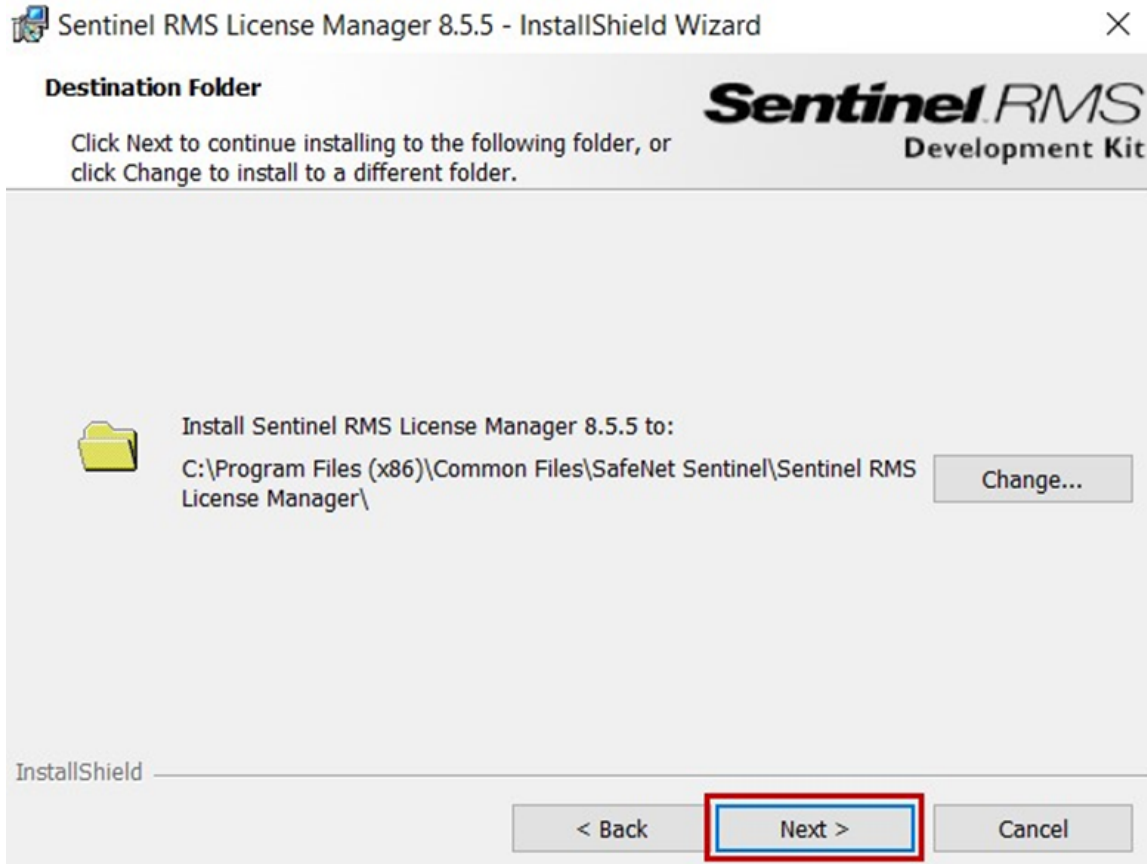 Sentinel RMS License Manager 8.5.5 - InstallShield Wizard
Destination Folder
Sentinel RMS
Development Kit
Click Next to continue installing to the following folder, or
click Change to install to a different folder.
Install Sentinel RMS License Manager 8.5.5 to:
C:\Program Files (x86)\Common Files\SafeNet Sentinel\Sentinel RMS
License Manager\
Change...
InstallShield
< Back
Next >
Cancel